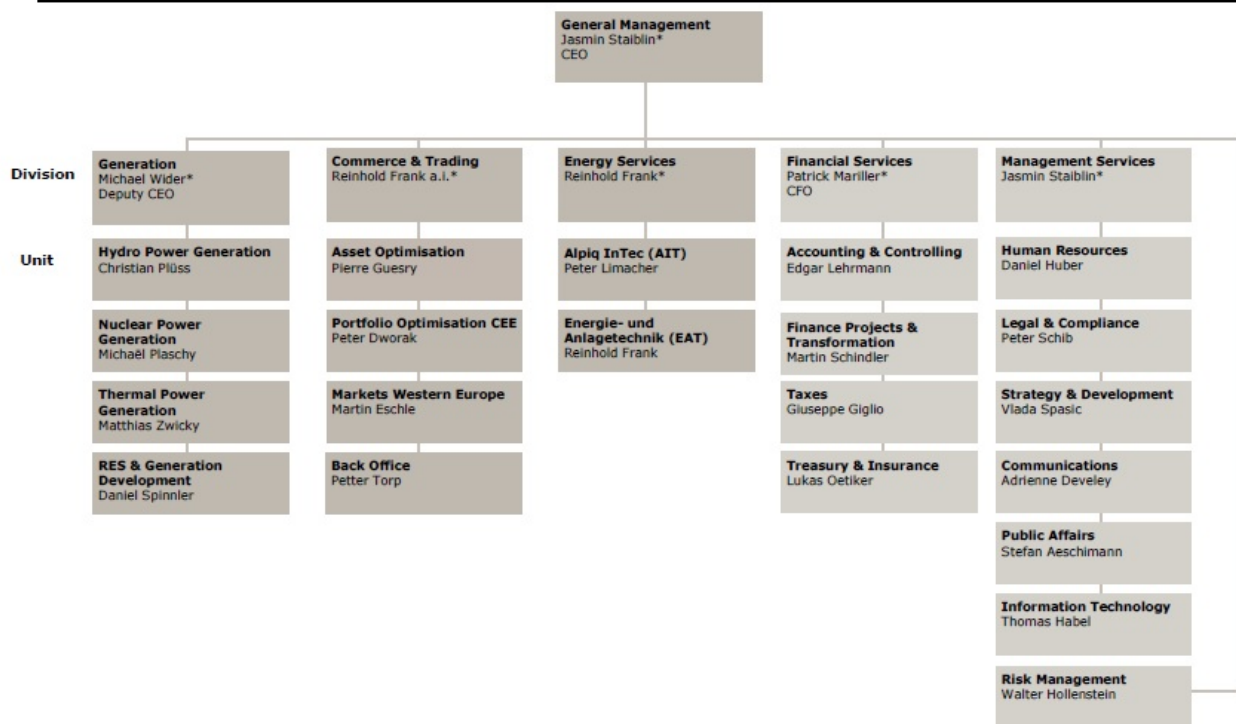 General Management
Jasmin Staiblin*
CEO
Division
Generation
Michael Wider*
Deputy CEO
Commerce & Trading
Reinhold Frank a.i.*
Energy Services
Reinhold Frank*
Financial Services
Patrick Mariller*
CFO
Management Services
Jasmin Staiblin*
Unit
Hydro Power Generation
Christian Plüss
Asset Optimisation
Pierre Guesry
Alpiq InTec (AIT)
Peter Limacher
Accounting & Controlling
Edgar Lehrmann
Human Resources
Daniel Huber
Nuclear Power
Generation
Michaël Plaschy
Portfolio Optimisation CEE
Peter Dworak
Energie- und
Anlagetechnik (EAT)
Reinhold Frank
Finance Projects &
Transformation
Martin Schindler
Legal & Compliance
Peter Schib
Thermal Power
Generation
Matthias Zwicky
Markets Western Europe
Martin Eschle
Taxes
Giuseppe Giglio
Strategy & Development
Vlada Spasic
RES & Generation
Development
Daniel Spinnler
Back Office
Petter Torp
Treasury & Insurance
Lukas Oetiker
Communications
Adrienne Develey
Public Affairs
Stefan Aeschimann
Information Technology
Thomas Habel
Risk Management
Walter Hollenstein